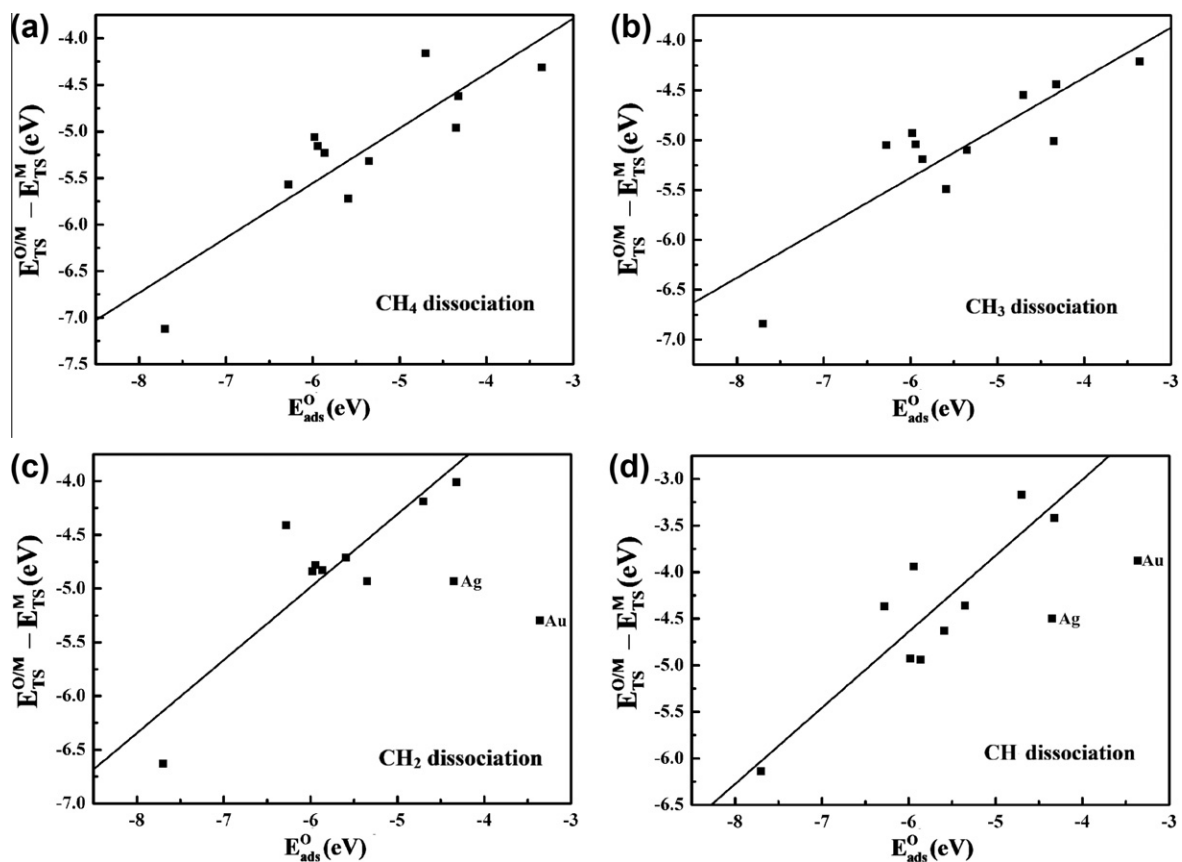 (a)
-4.0
-4.5
-5.0
-5.5
-6.0
-6.5
-7.0
-7.5
E_TS^O/M – E_TS^M (eV)
CH₄ dissociation
-8 -7 -6 -5 -4 -3
E_ads^O (eV)
(b)
-4.0
-4.5
-5.0
-5.5
-6.0
-6.5
-7.0
E_TS^O/M – E_TS^M (eV)
CH₃ dissociation
-8 -7 -6 -5 -4 -3
E_ads^O (eV)
(c)
-4.0
-4.5
-5.0
-5.5
-6.0
-6.5
-7.0
E_TS^O/M – E_TS^M (eV)
Ag
Au
CH₂ dissociation
-8 -7 -6 -5 -4 -3
E_ads^O (eV)
(d)
-3.0
-3.5
-4.0
-4.5
-5.0
-5.5
-6.0
-6.5
E_TS^O/M – E_TS^M (eV)
Au
Ag
CH dissociation
-8 -7 -6 -5 -4 -3
E_ads^O (eV)